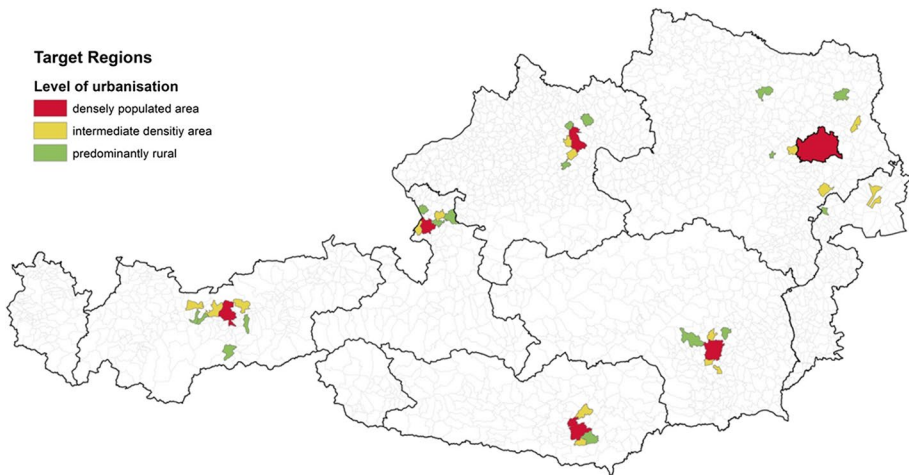 Target Regions
Level of urbanisation
densely populated area
intermediate densitiy area
predominantly rural